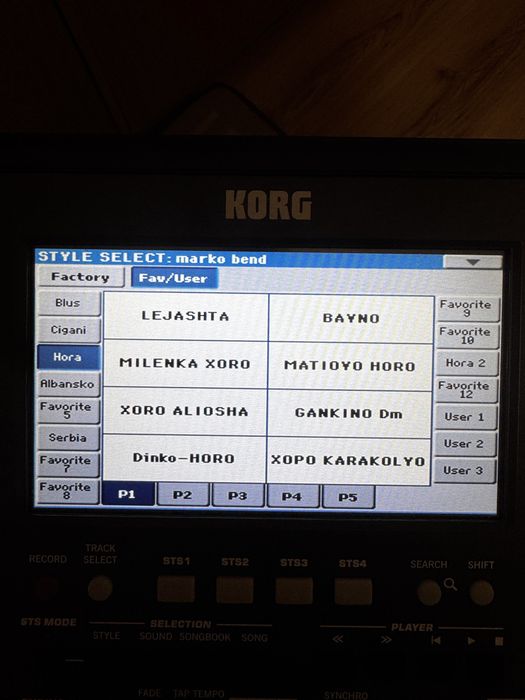 KORG
STYLE SELECT: marko bend
Factory
Fav/User
Blus
LEJASHTA
BAYNO
Favorite
9
Cigani
Favorite
10
Hora
MILENKA XORO
MATIOYO HORO
Hora 2
Albansko
Favorite
12
Favorite
5
XORO ALIOSHA
GANKINO Dm
User 1
Serbia
User 2
Favorite
7
Dinko-HORO
XOPO KARAKOLYO
User 3
Favorite
8
P1
P2
P3
P4
P5
RECORD
TRACK
SELECT
STS1
STS2
STS3
STS4
SEARCH
SHIFT
STS MODE
SELECTION
PLAYER
STYLE
SOUND
SONGBOOK
SONG
FADE
TAP TEMPO
SYNCHRO